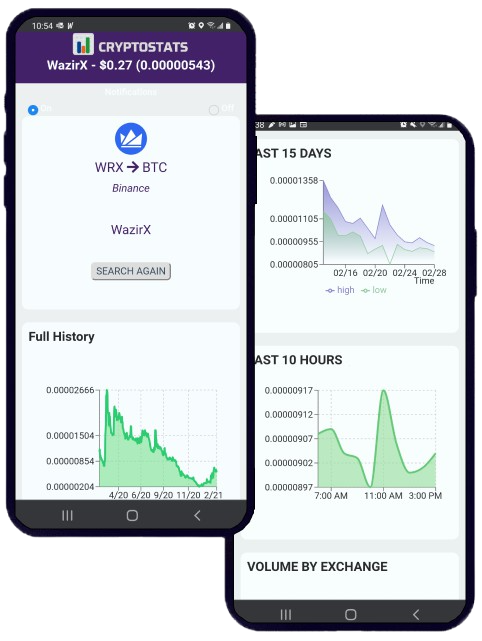 10:54
CRYPTOSTATS
WazirX - $0.27 (0.00000543)
Notifications
On
Off
WRX → BTC
Binance
WazirX
SEARCH AGAIN
Full History
0.00002666
0.00001504
0.00000854
0.00000204
4/20 6/20 9/20 11/20 2/21
38
AST 15 DAYS
0.00001358
0.00001105
0.00000955
0.00000805
02/16 02/20 02/24 02/28
Time
high low
AST 10 HOURS
0.00000917
0.00000912
0.00000907
0.00000902
0.00000897
7:00 AM 11:00 AM 3:00 PM
VOLUME BY EXCHANGE